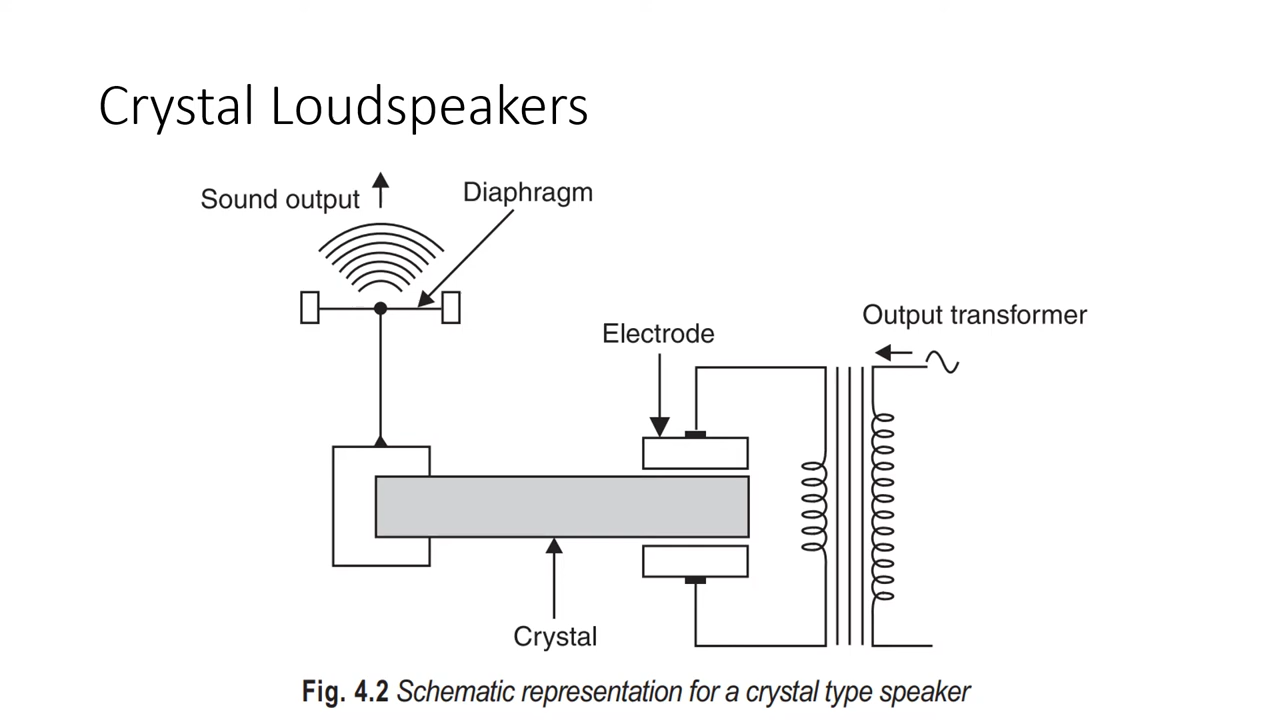 Crystal Loudspeakers
Sound output
Diaphragm
Output transformer
Electrode
Crystal
Fig. 4.2 Schematic representation for a crystal type speaker